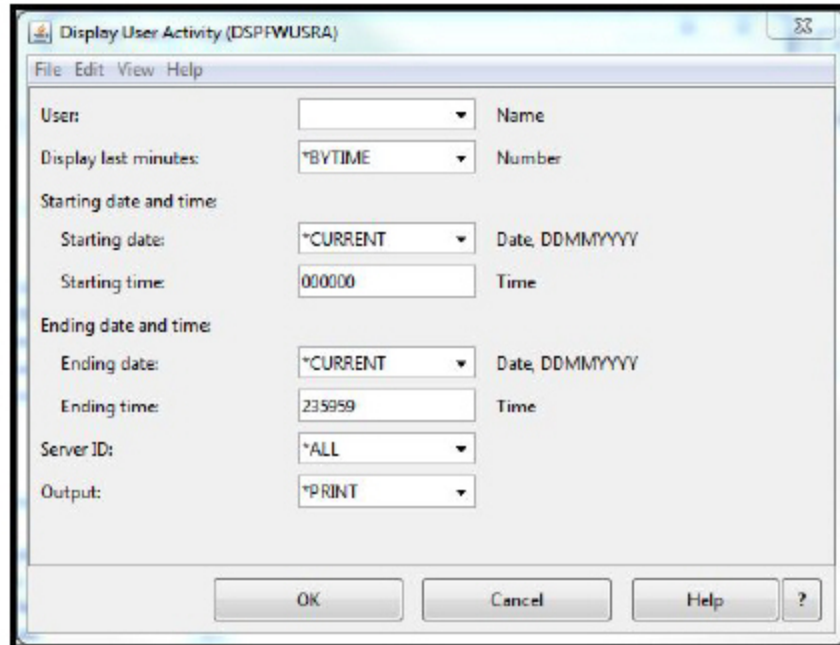 Display User Activity (DSPFWUSRA)
File Edit View Help
User: Name
Display last minutes: *BYTIME Number
Starting date and time:
Starting date: *CURRENT Date, DDMMYYYY
Starting time: 000000 Time
Ending date and time:
Ending date: *CURRENT Date, DDMMYYYY
Ending time: 235959 Time
Server ID: *ALL
Output: *PRINT
OK Cancel Help ?